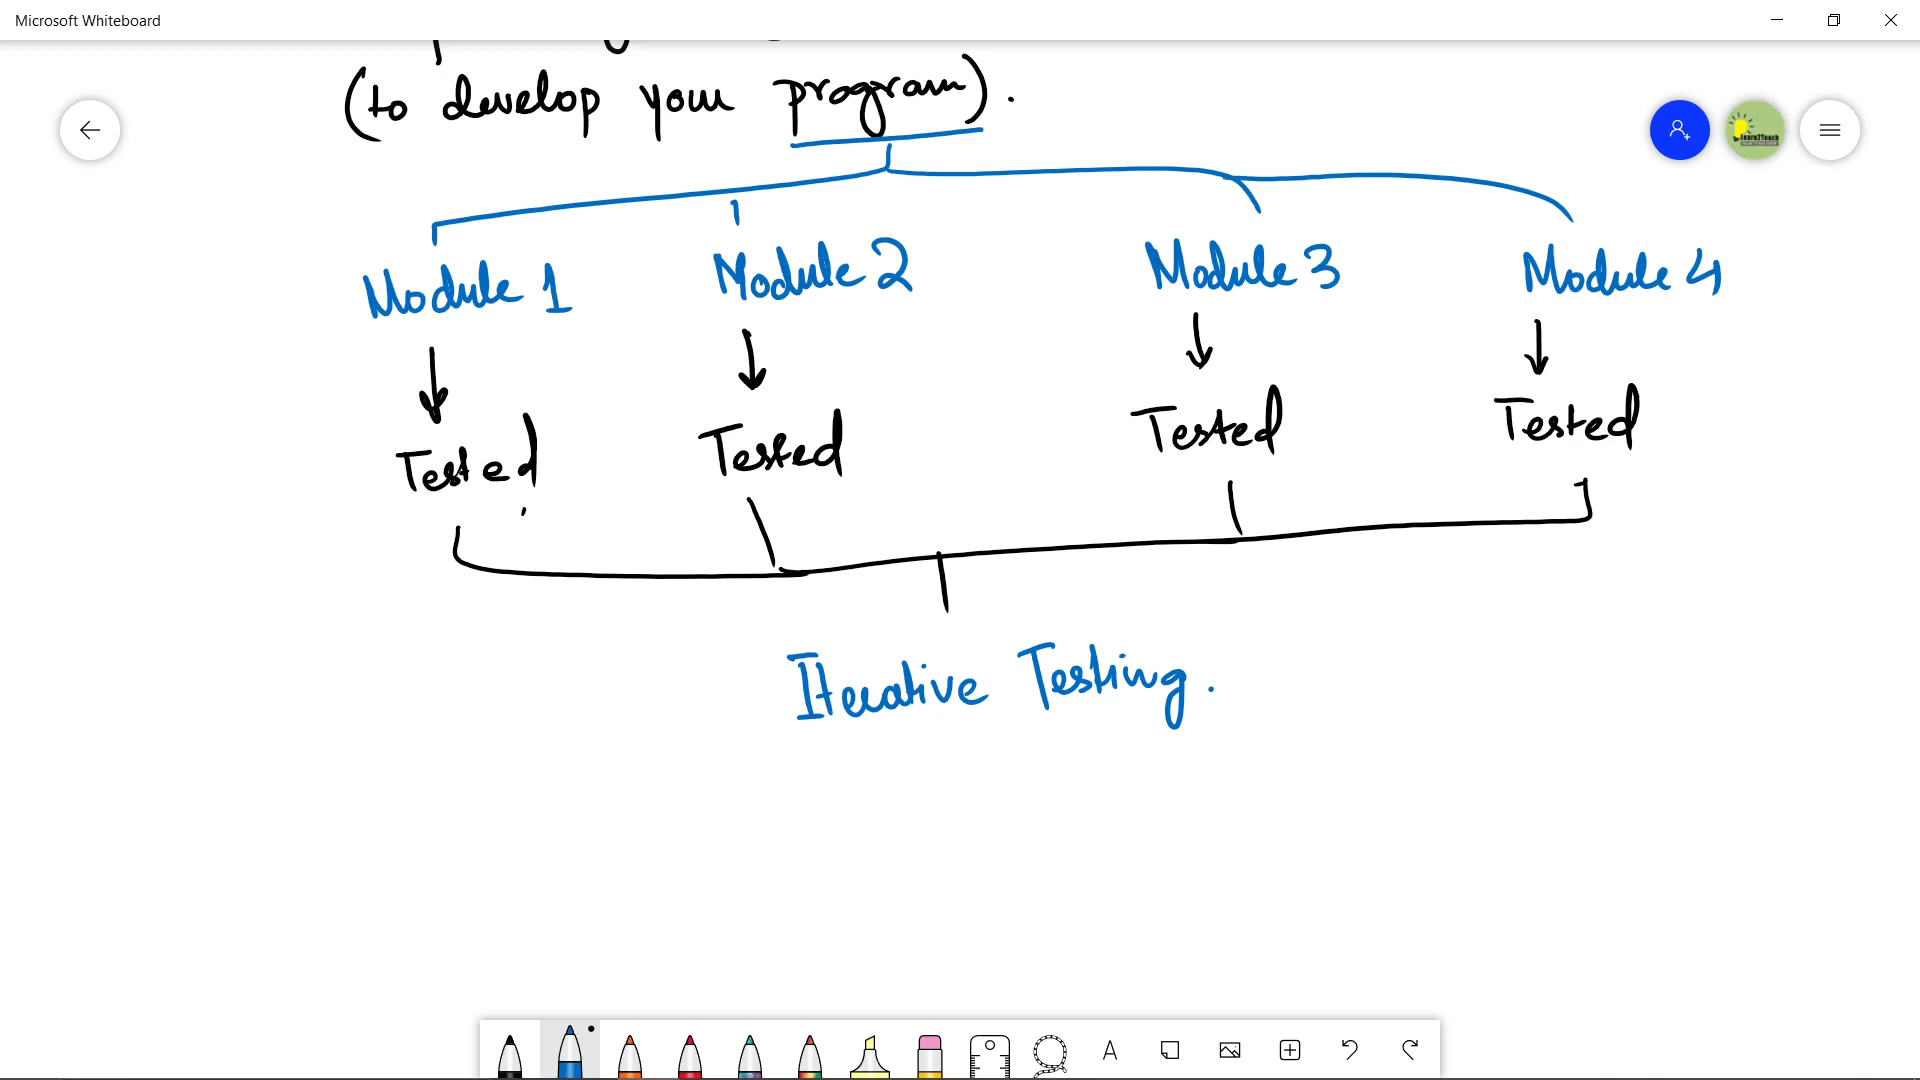 Microsoft Whiteboard
(to develop your program).
Module 1 Module 2 Module 3 Module 4
Tested Tested Tested Tested
Iterative Testing.
Learn2Teach
A